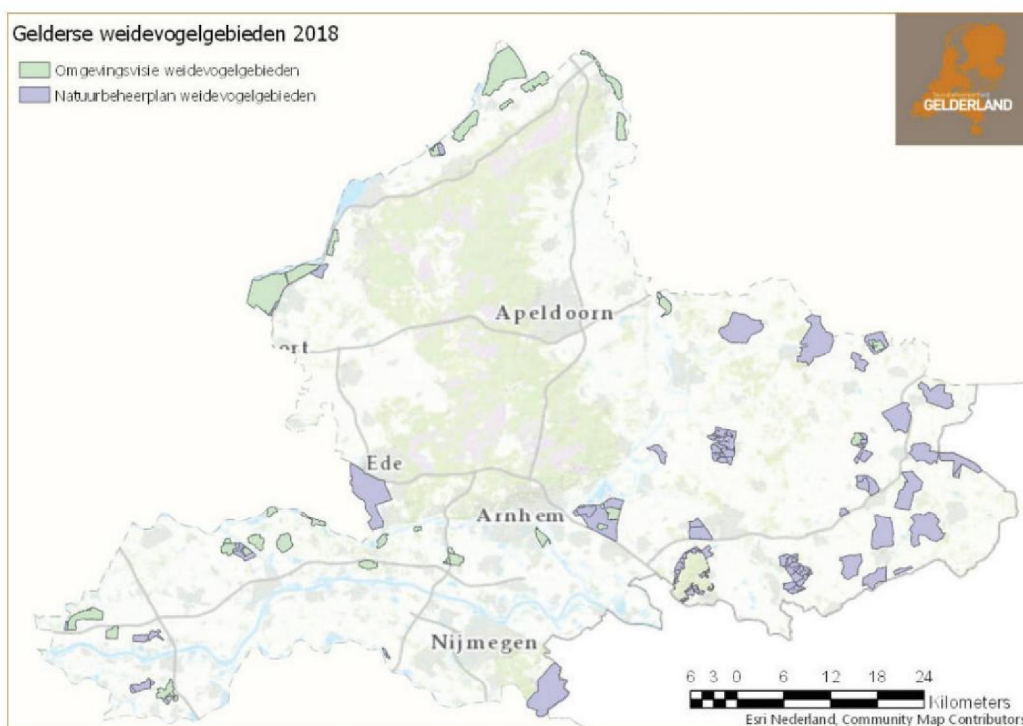 Gelderse weidevogelgebieden 2018
Omgevingsvisie weidevogelgebieden
Natuurbeheerplan weidevogelgebieden
GELDERLAND
Apeldoorn
ort
Ede
Arnhem
Nijmegen
6 3 0 6 12 18 24
Kilometers
Esri Nederland, Community Map Contributors